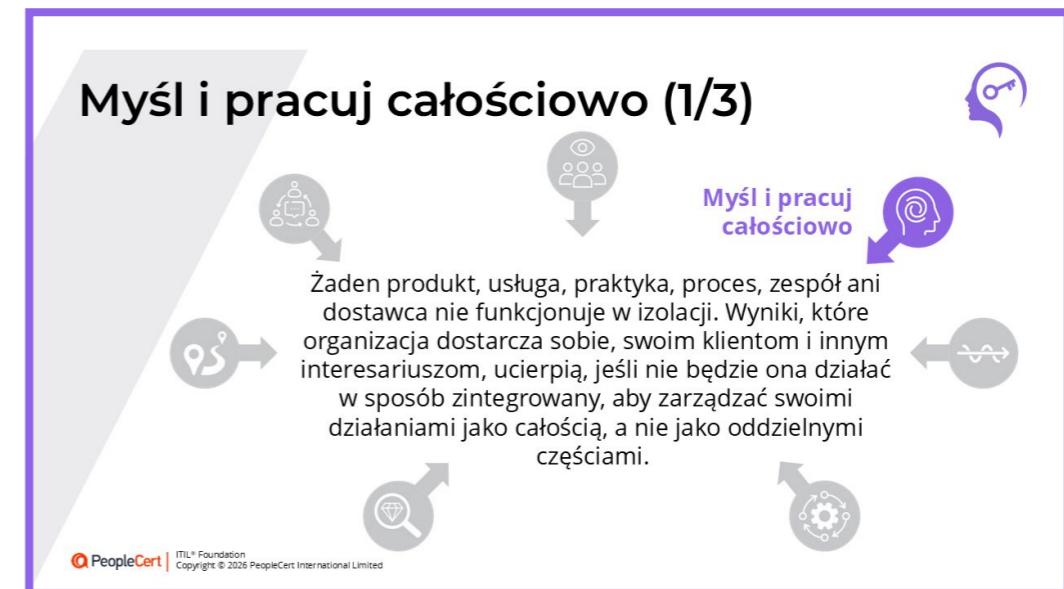 Myśl i pracuj całościowo (1/3)
Myśl i pracuj
całościowo
Żaden produkt, usługa, praktyka, proces, zespół ani
dostawca nie funkcjonuje w izolacji. Wyniki, które
organizacja dostarcza sobie, swoim klientom i innym
interesariuszom, ucierpią, jeśli nie będzie ona działać
w sposób zintegrowany, aby zarządzać swoimi
działaniami jako całością, a nie jako oddzielnymi
częściami.
PeopleCert
ITIL® Foundation
Copyright © 2026 PeopleCert International Limited